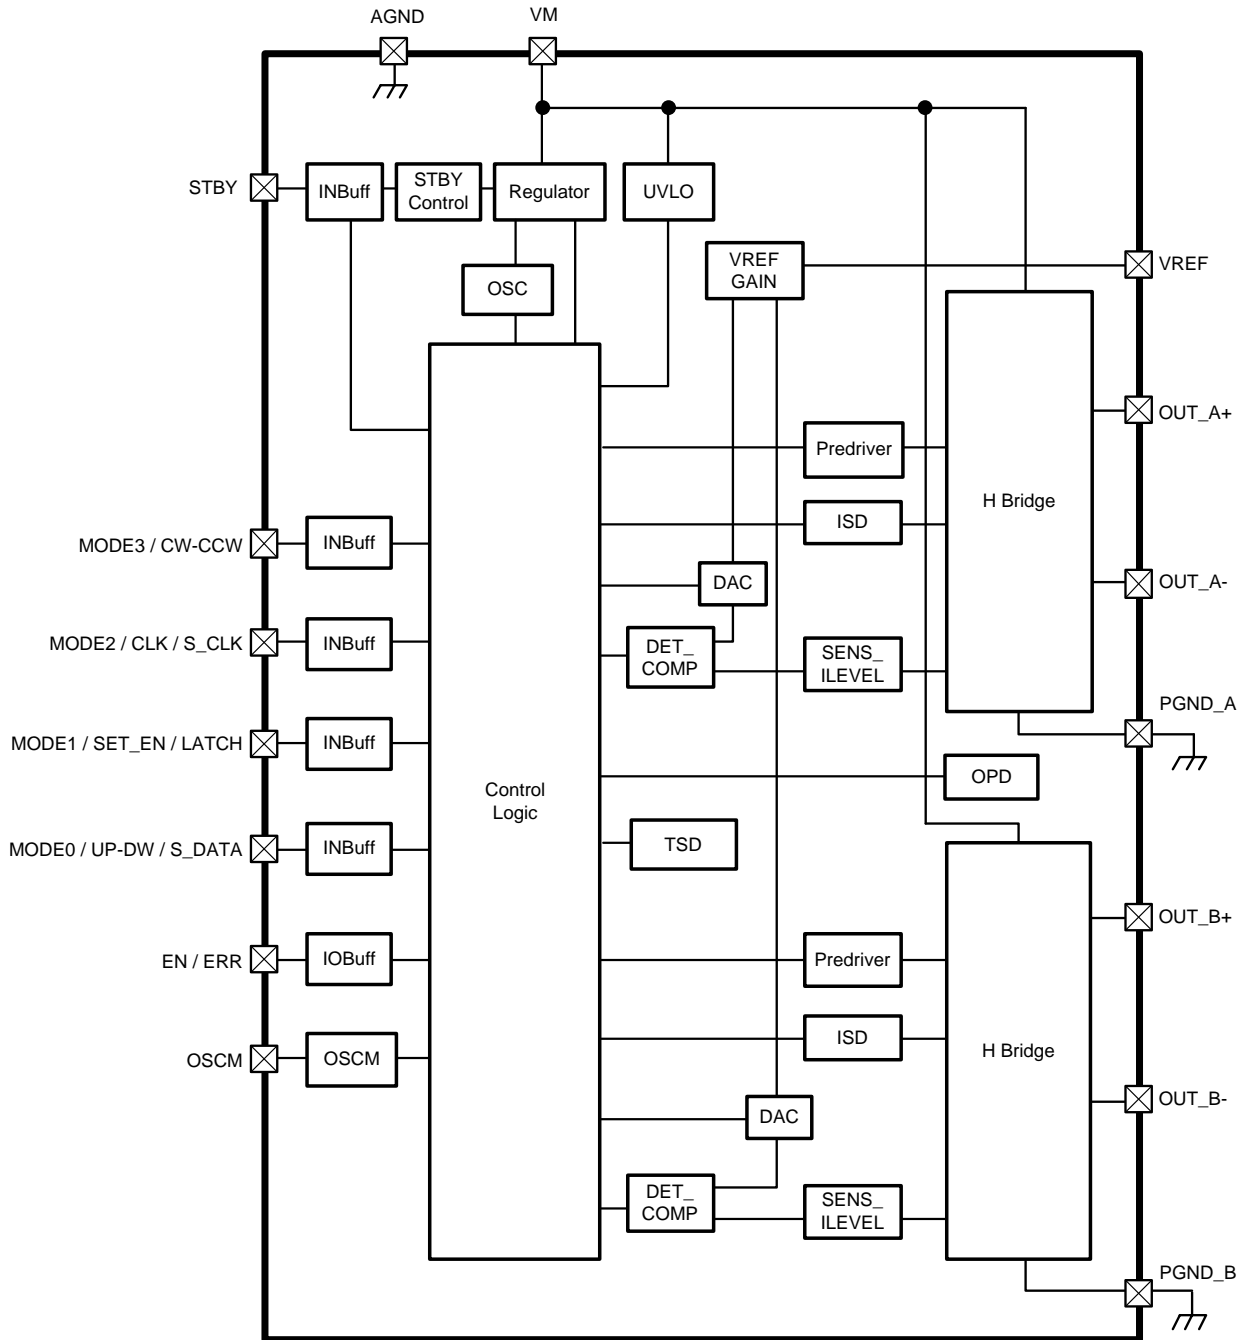 AGND
VM
STBY
INBuff
STBY
Control
Regulator
UVLO
VREF
GAIN
VREF
OSC
OUT_A+
Predriver
H Bridge
ISD
MODE3 / CW-CCW
INBuff
DAC
OUT_A-
MODE2 / CLK / S_CLK
INBuff
DET_
COMP
SENS_
ILEVEL
PGND_A
MODE1 / SET_EN / LATCH
INBuff
OPD
Control
Logic
MODE0 / UP-DW / S_DATA
INBuff
TSD
OUT_B+
EN / ERR
IOBuff
Predriver
ISD
H Bridge
OSCM
OSCM
OUT_B-
DAC
DET_
COMP
SENS_
ILEVEL
PGND_B